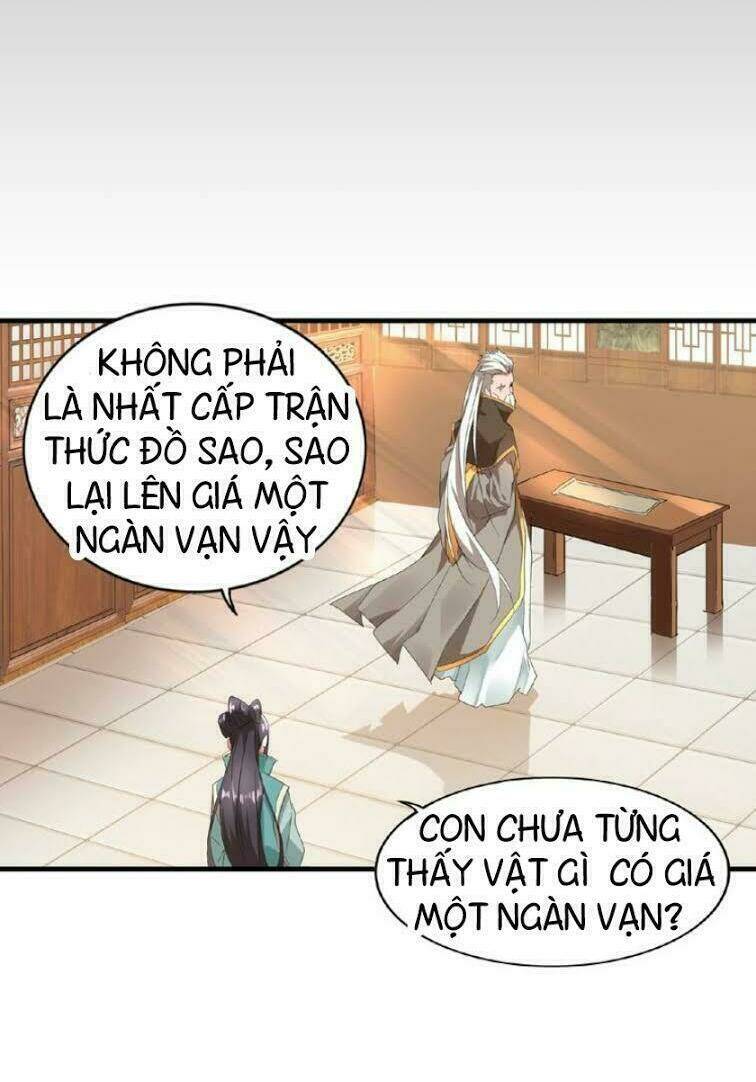 KHÔNG PHẢI
LÀ NHẤT CẤP TRẬN
THỨC ĐỒ SAO, SAO
LẠI LÊN GIÁ MỘT
NGÀN VẠN VẬY
CON CHƯA TỪNG
THẤY VẬT GÌ CÓ GIÁ
MỘT NGÀN VẠN?